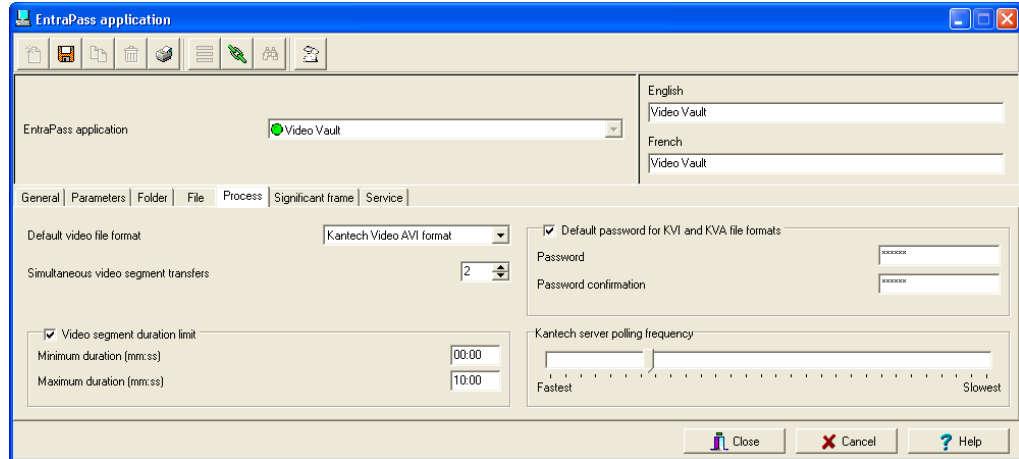 EntraPass application
English
Video Vault
EntraPass application
Video Vault
French
Video Vault
General Parameters Folder File Process Significant frame Service
Default video file format
Kantech Video AVI format
Simultaneous video segment transfers
2
Default password for KVI and KVA file formats
Password
xxxxxx
Password confirmation
xxxxxx
Video segment duration limit
Minimum duration (mm:ss)
00:00
Maximum duration (mm:ss)
10:00
Kantech server polling frequency
Fastest
Slowest
Close
Cancel
? Help